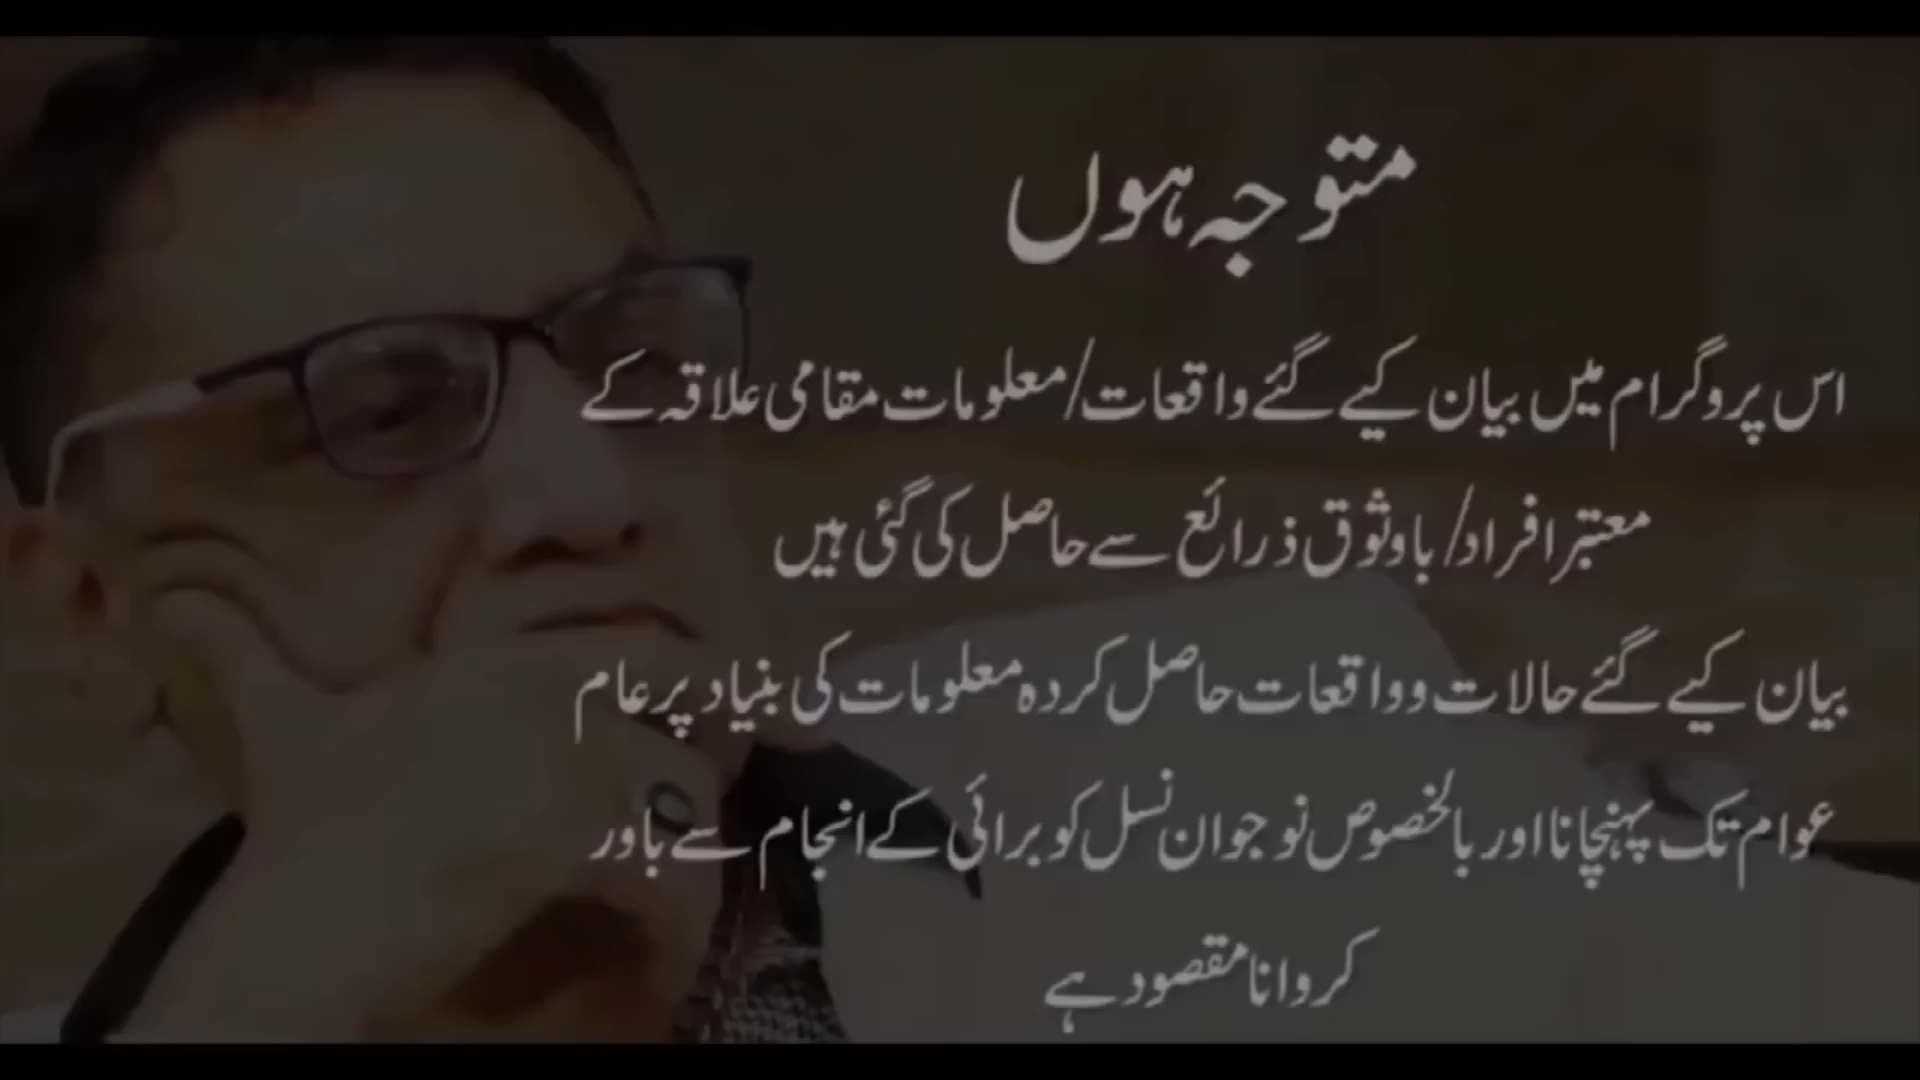 متوجہ ہوں
اس پروگرام میں بیان کیے گئے واقعات/معلومات مقامی علاقہ کے
معتبر افراد/ باوثوق ذرائع سے حاصل کی گئی ہیں
بیان کیے گئے حالات و واقعات حاصل کردہ معلومات کی بنیاد پر عام
عوام تک پہنچانا اور بالخصوص نوجوان نسل کو برائی کے انجام سے باور
کروانا مقصود ہے